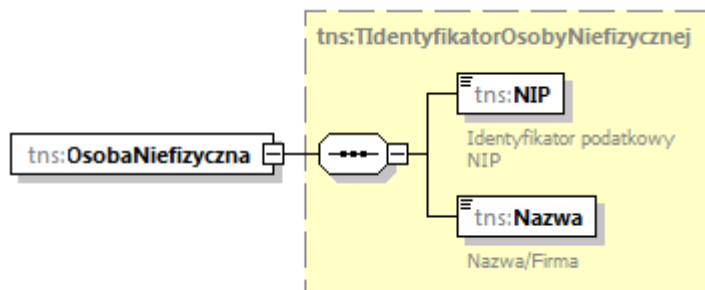 tns:TIdentyfikatorOsobyNiefizycznej
tns:NIP
Identyfikator podatkowy
NIP
tns:OsobaNiefizyczna
tns:Nazwa
Nazwa/Firma